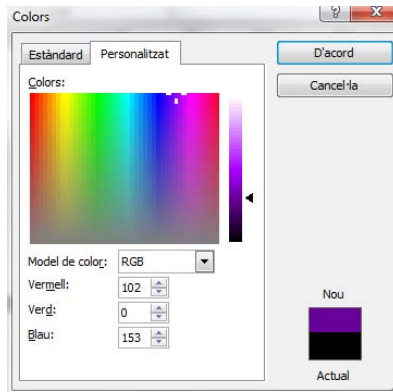 Colors
Estàndard
Personalitzat
D'acord
Cancel·la
Colors:
Model de color:
RGB
Vermell:
102
Verd:
0
Blau:
153
Nou
Actual